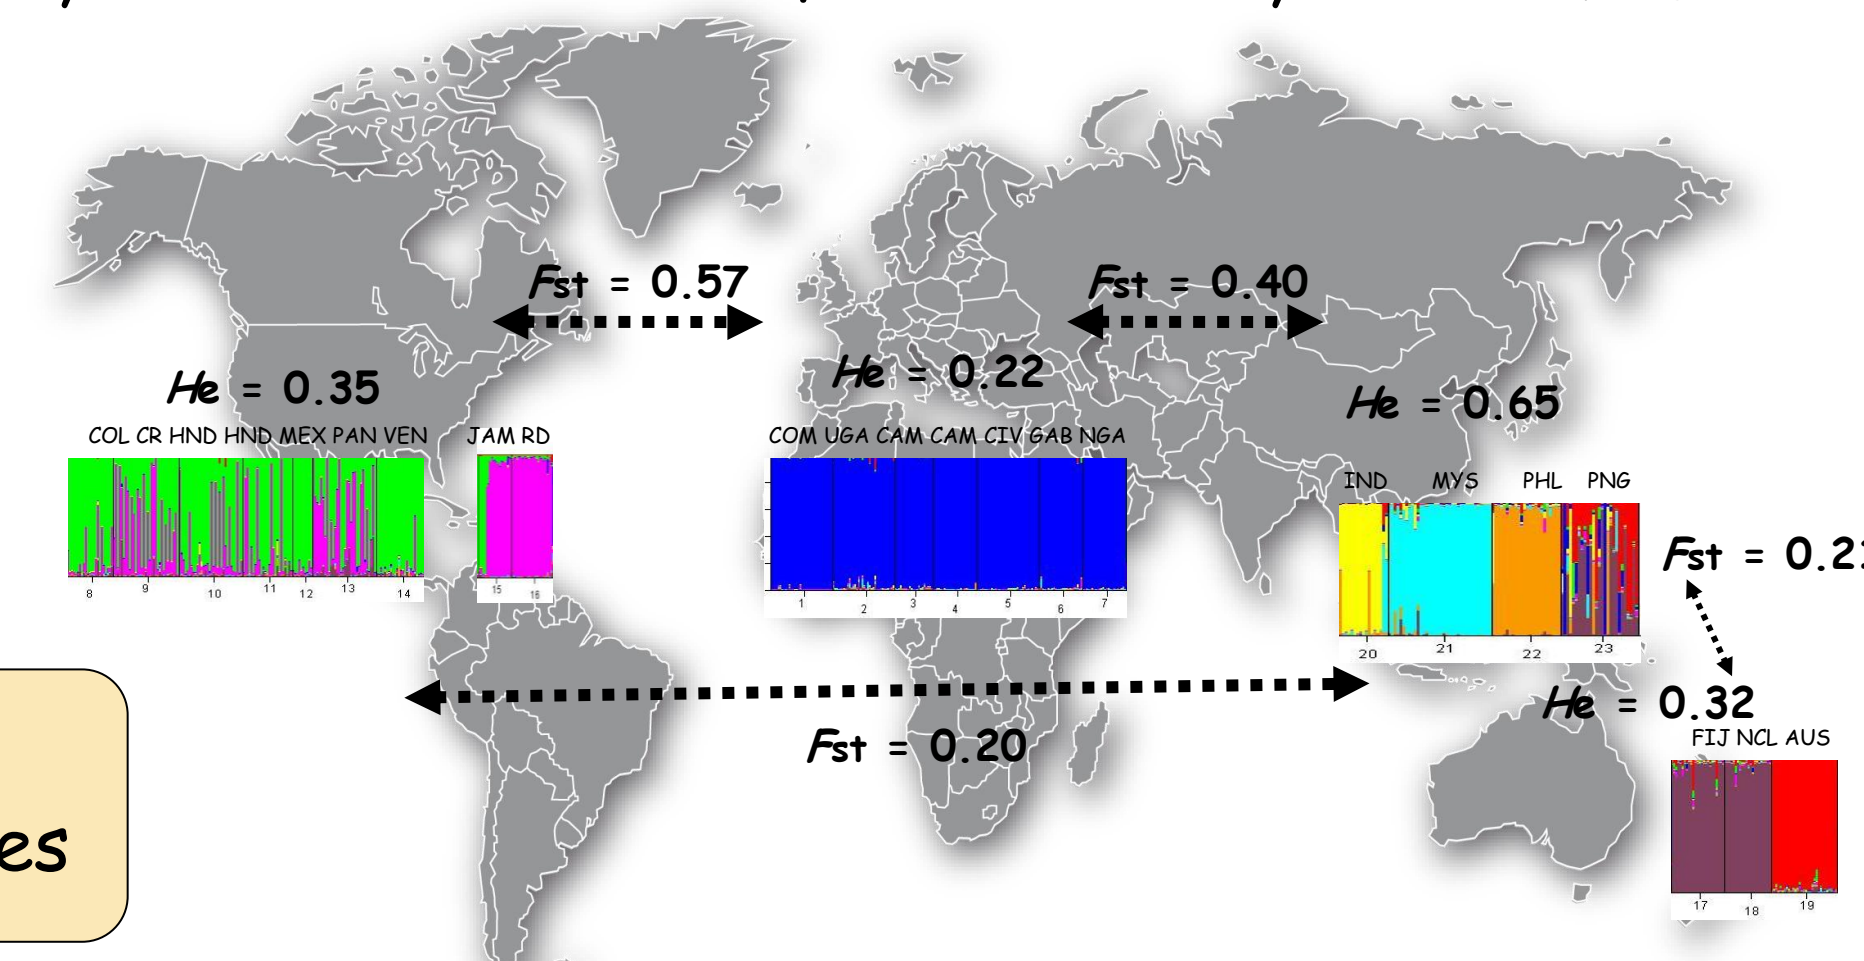 Fst = 0.57
Fst = 0.40
He = 0.35
He = 0.22
He = 0.65
COL CR HND HND MEX PAN VEN
JAM RD
COM UGA CAM CAM CIV GAB NGA
IND MYS PHL PNG
8 9 10 11 12 13 14
15 16
1 2 3 4 5 6 7
20 21 22 23
Fst = 0.2
He = 0.32
Fst = 0.20
FIJ NCL AUS
17 18 19
es